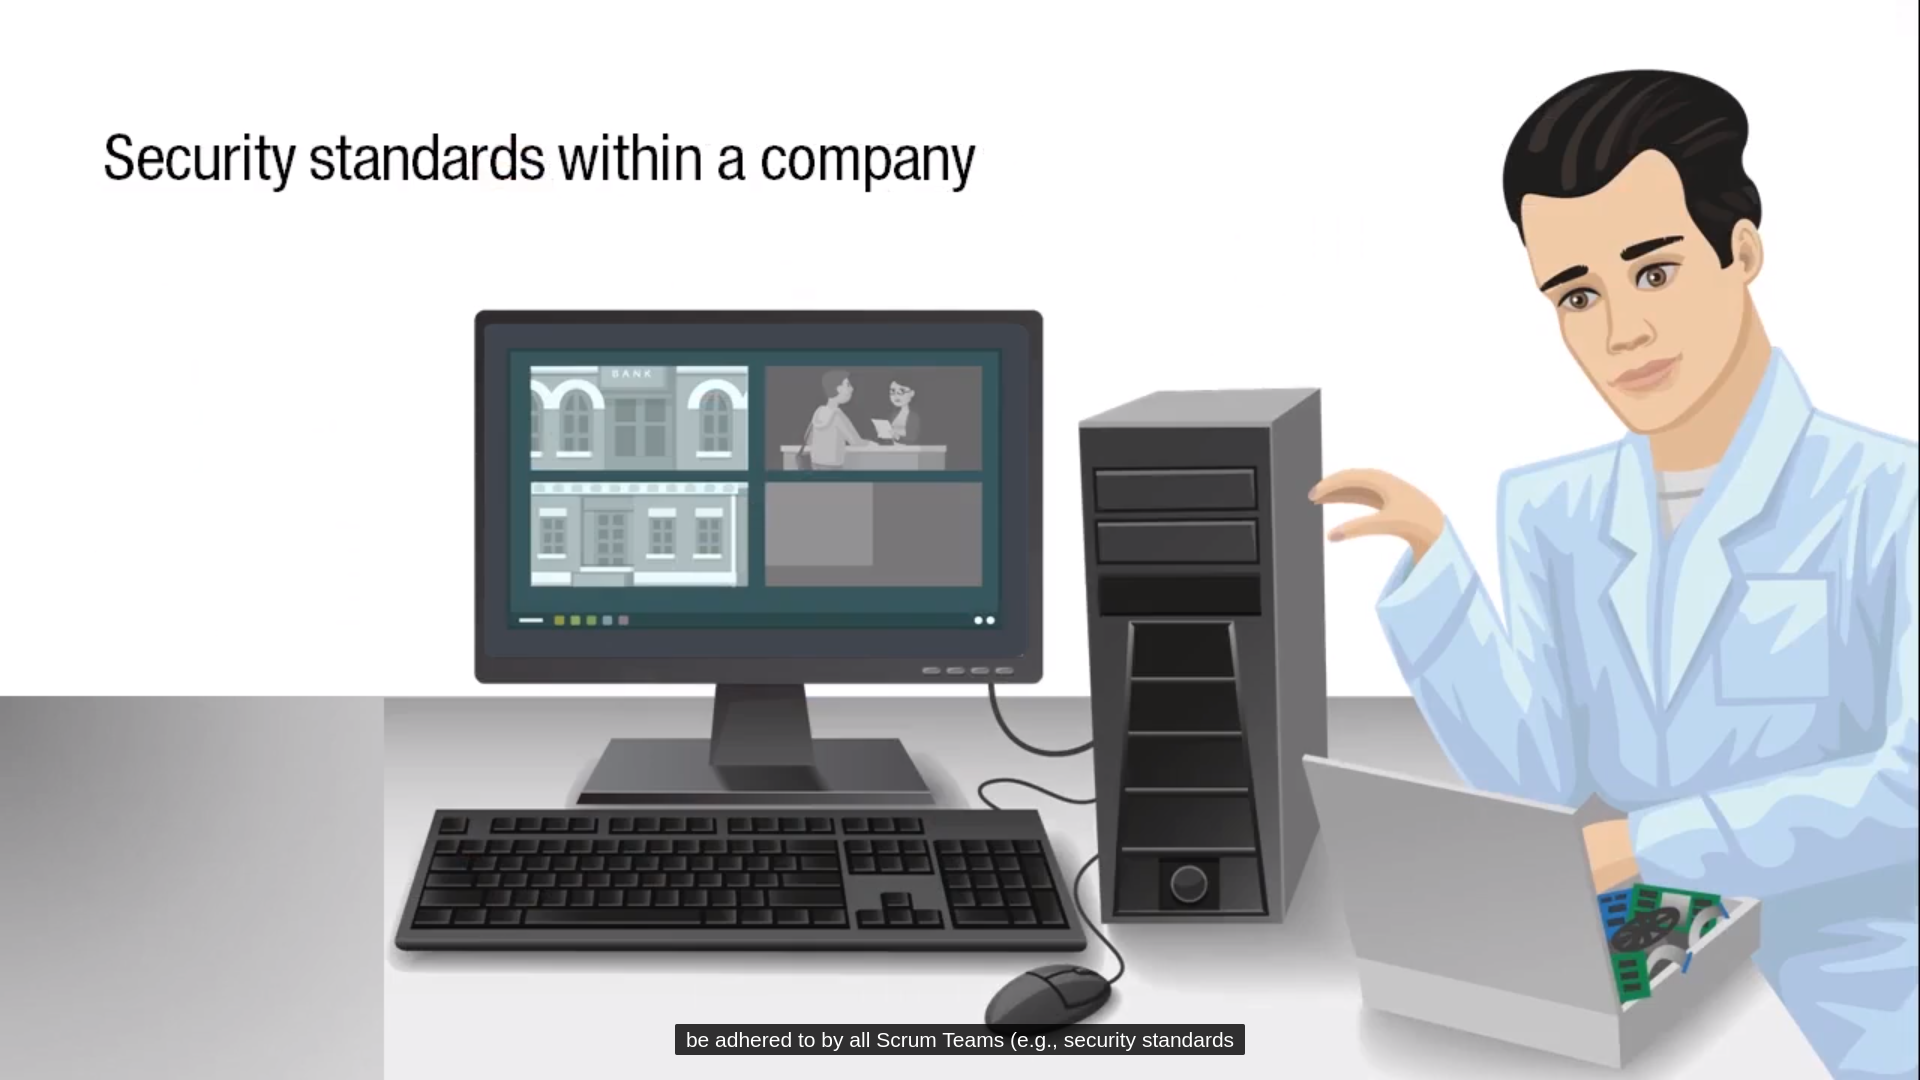 Security standards within a company
BANK
be adhered to by all Scrum Teams (e.g., security standards